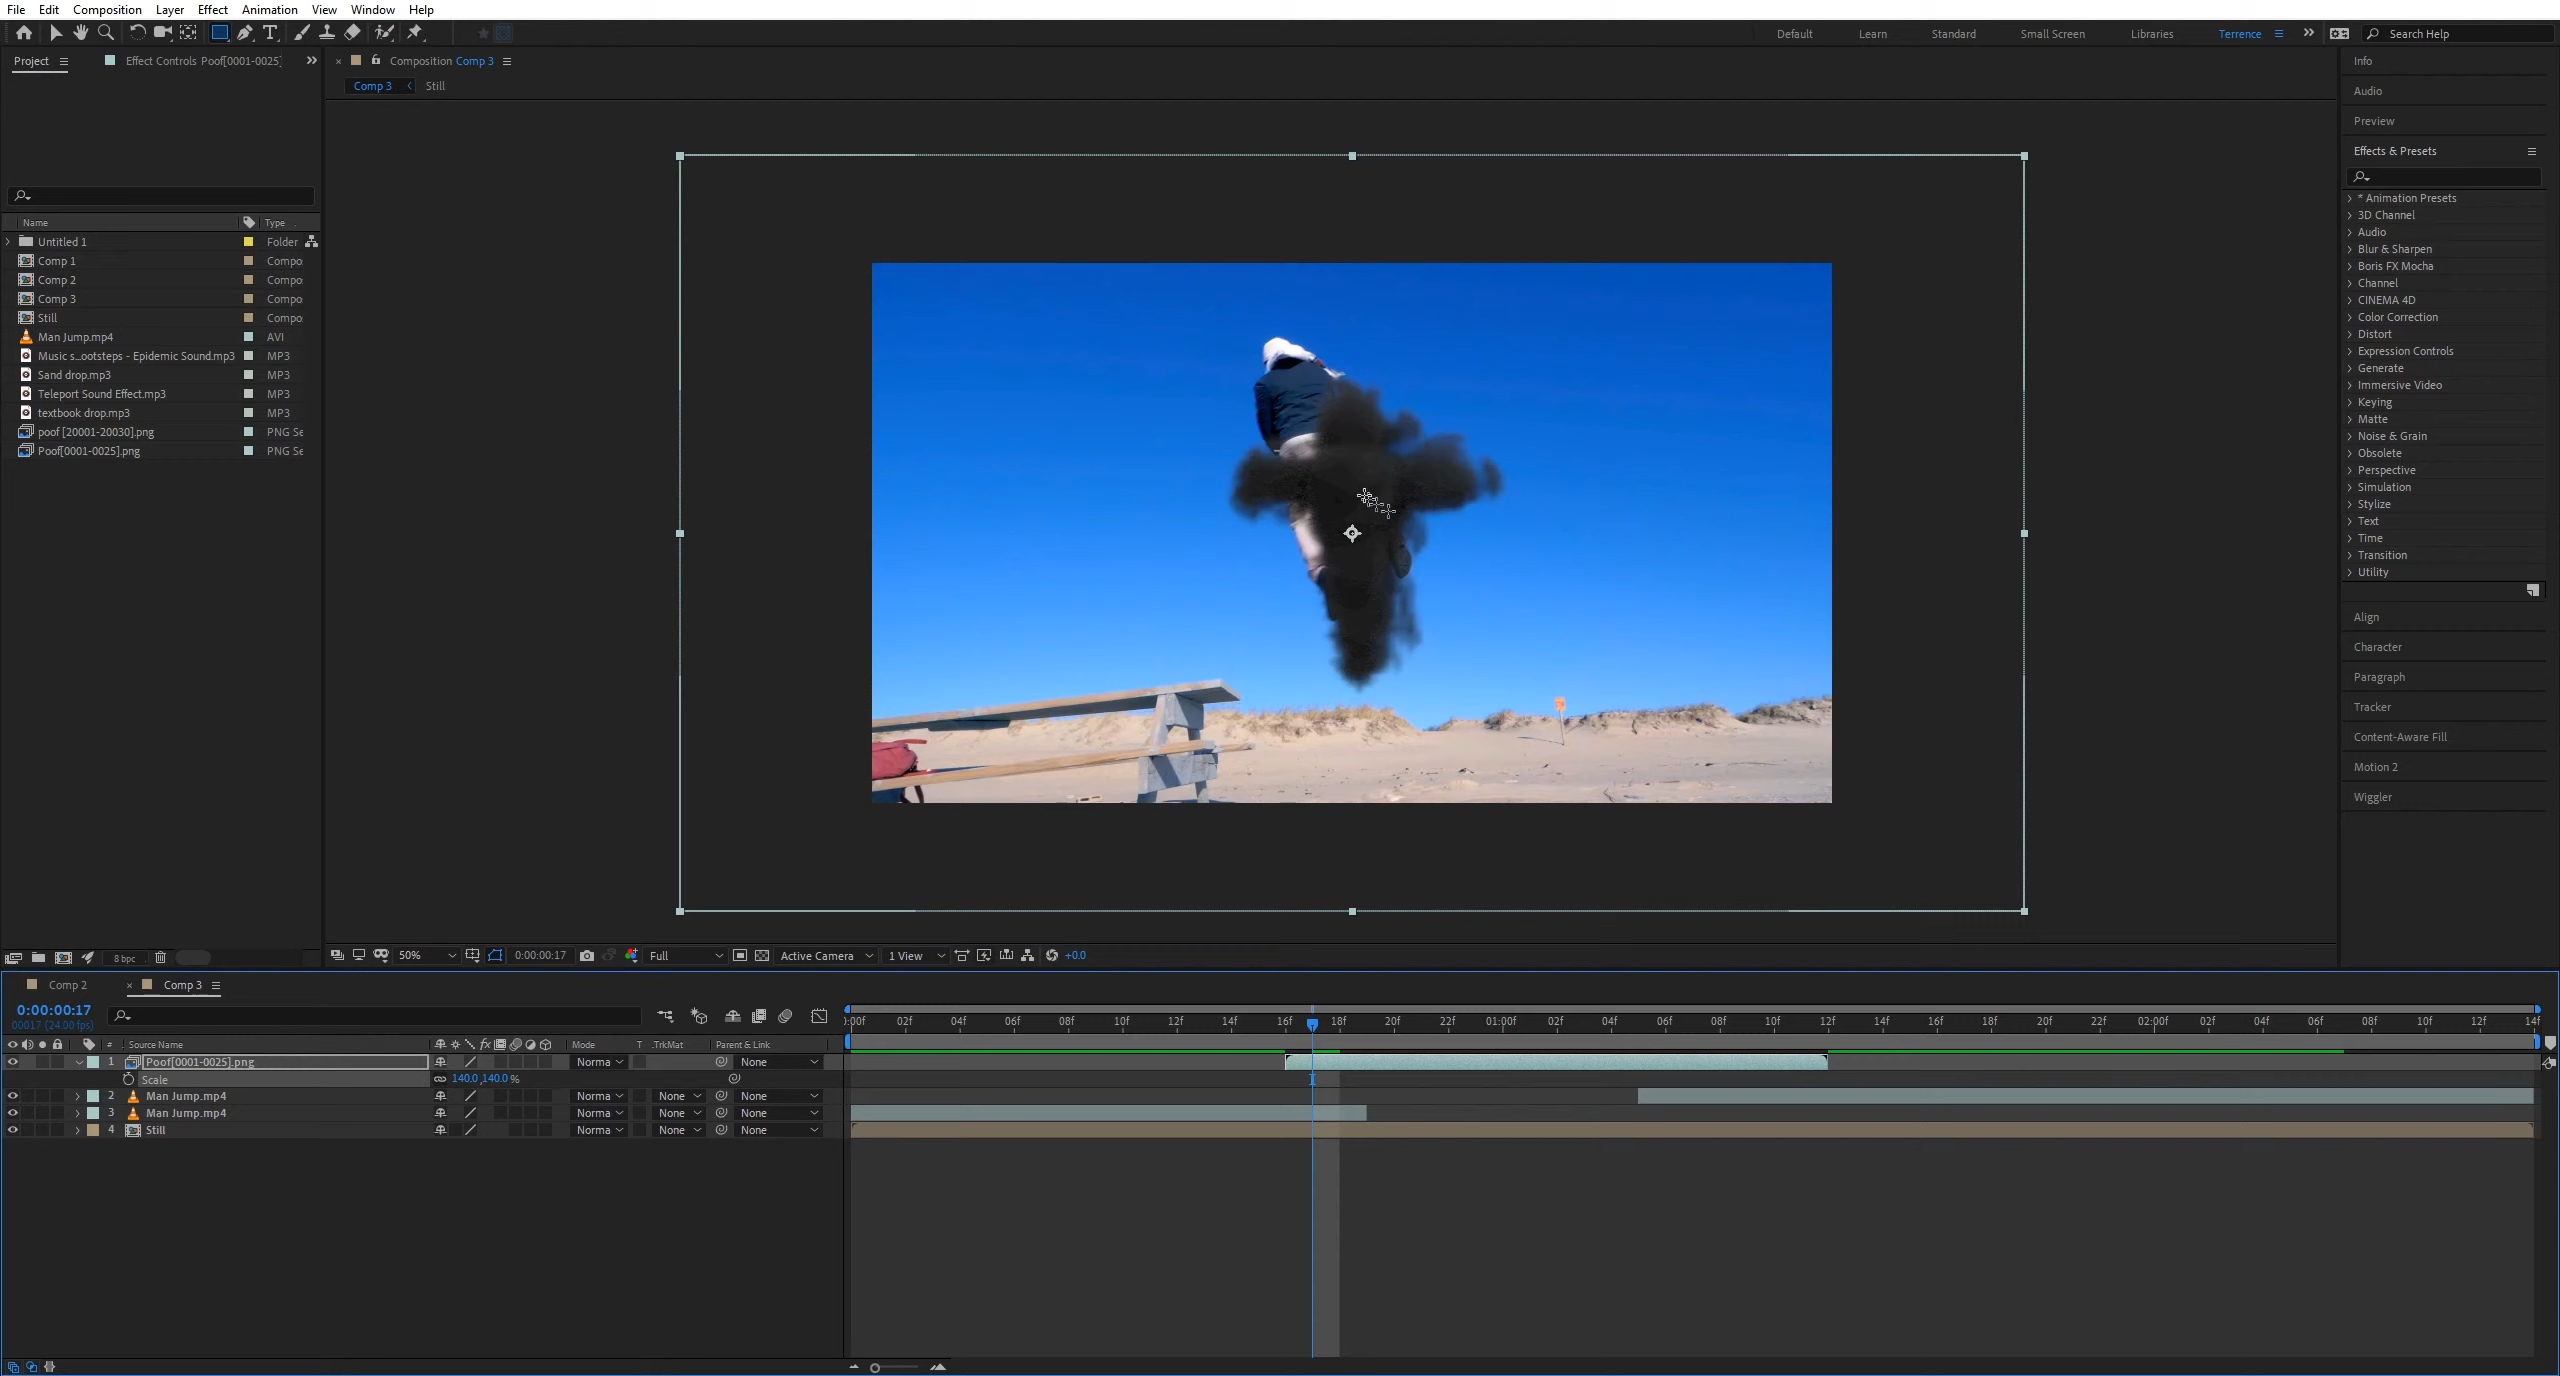 File Edit Composition Layer Effect Animation View Window Help
Default Learn Standard Small Screen Libraries Terrence Search Help
Project Effect Controls Poof[0001-0025]
Composition Comp 3
Comp 3 Still
Name Type
Untitled 1 Folder
Comp 1 Compo
Comp 2 Compo
Comp 3 Compo
Still Compo
Man Jump.mp4 AVI
Music s...ootsteps - Epidemic Sound.mp3 MP3
Sand drop.mp3 MP3
Teleport Sound Effect.mp3 MP3
textbook drop.mp3 MP3
poof [20001-20030].png PNG Se
Poof[0001-0025].png PNG Se
Info
Audio
Preview
Effects & Presets
* Animation Presets
3D Channel
Audio
Blur & Sharpen
Boris FX Mocha
Channel
CINEMA 4D
Color Correction
Distort
Expression Controls
Generate
Immersive Video
Keying
Matte
Noise & Grain
Obsolete
Perspective
Simulation
Stylize
Text
Time
Transition
Utility
Align
Character
Paragraph
Tracker
Content-Aware Fill
Motion 2
Wiggler
8 bpc
50% 0:00:00:17 Full Active Camera 1 View +0.0
Comp 2 Comp 3
0:00:00:17
00017 (24.00 fps)
:00f 02f 04f 06f 08f 10f 12f 14f 16f 18f 20f 22f 01:00f 02f 04f 06f 08f 10f 12f 14f 16f 18f 20f 22f 02:00f 02f 04f 06f 08f 10f 12f 14f
# Source Name Mode T .TrkMat Parent & Link
1 Poof[0001-0025].png Norma None
Scale 140.0,140.0 %
2 Man Jump.mp4 Norma None None
3 Man Jump.mp4 Norma None None
4 Still Norma None None